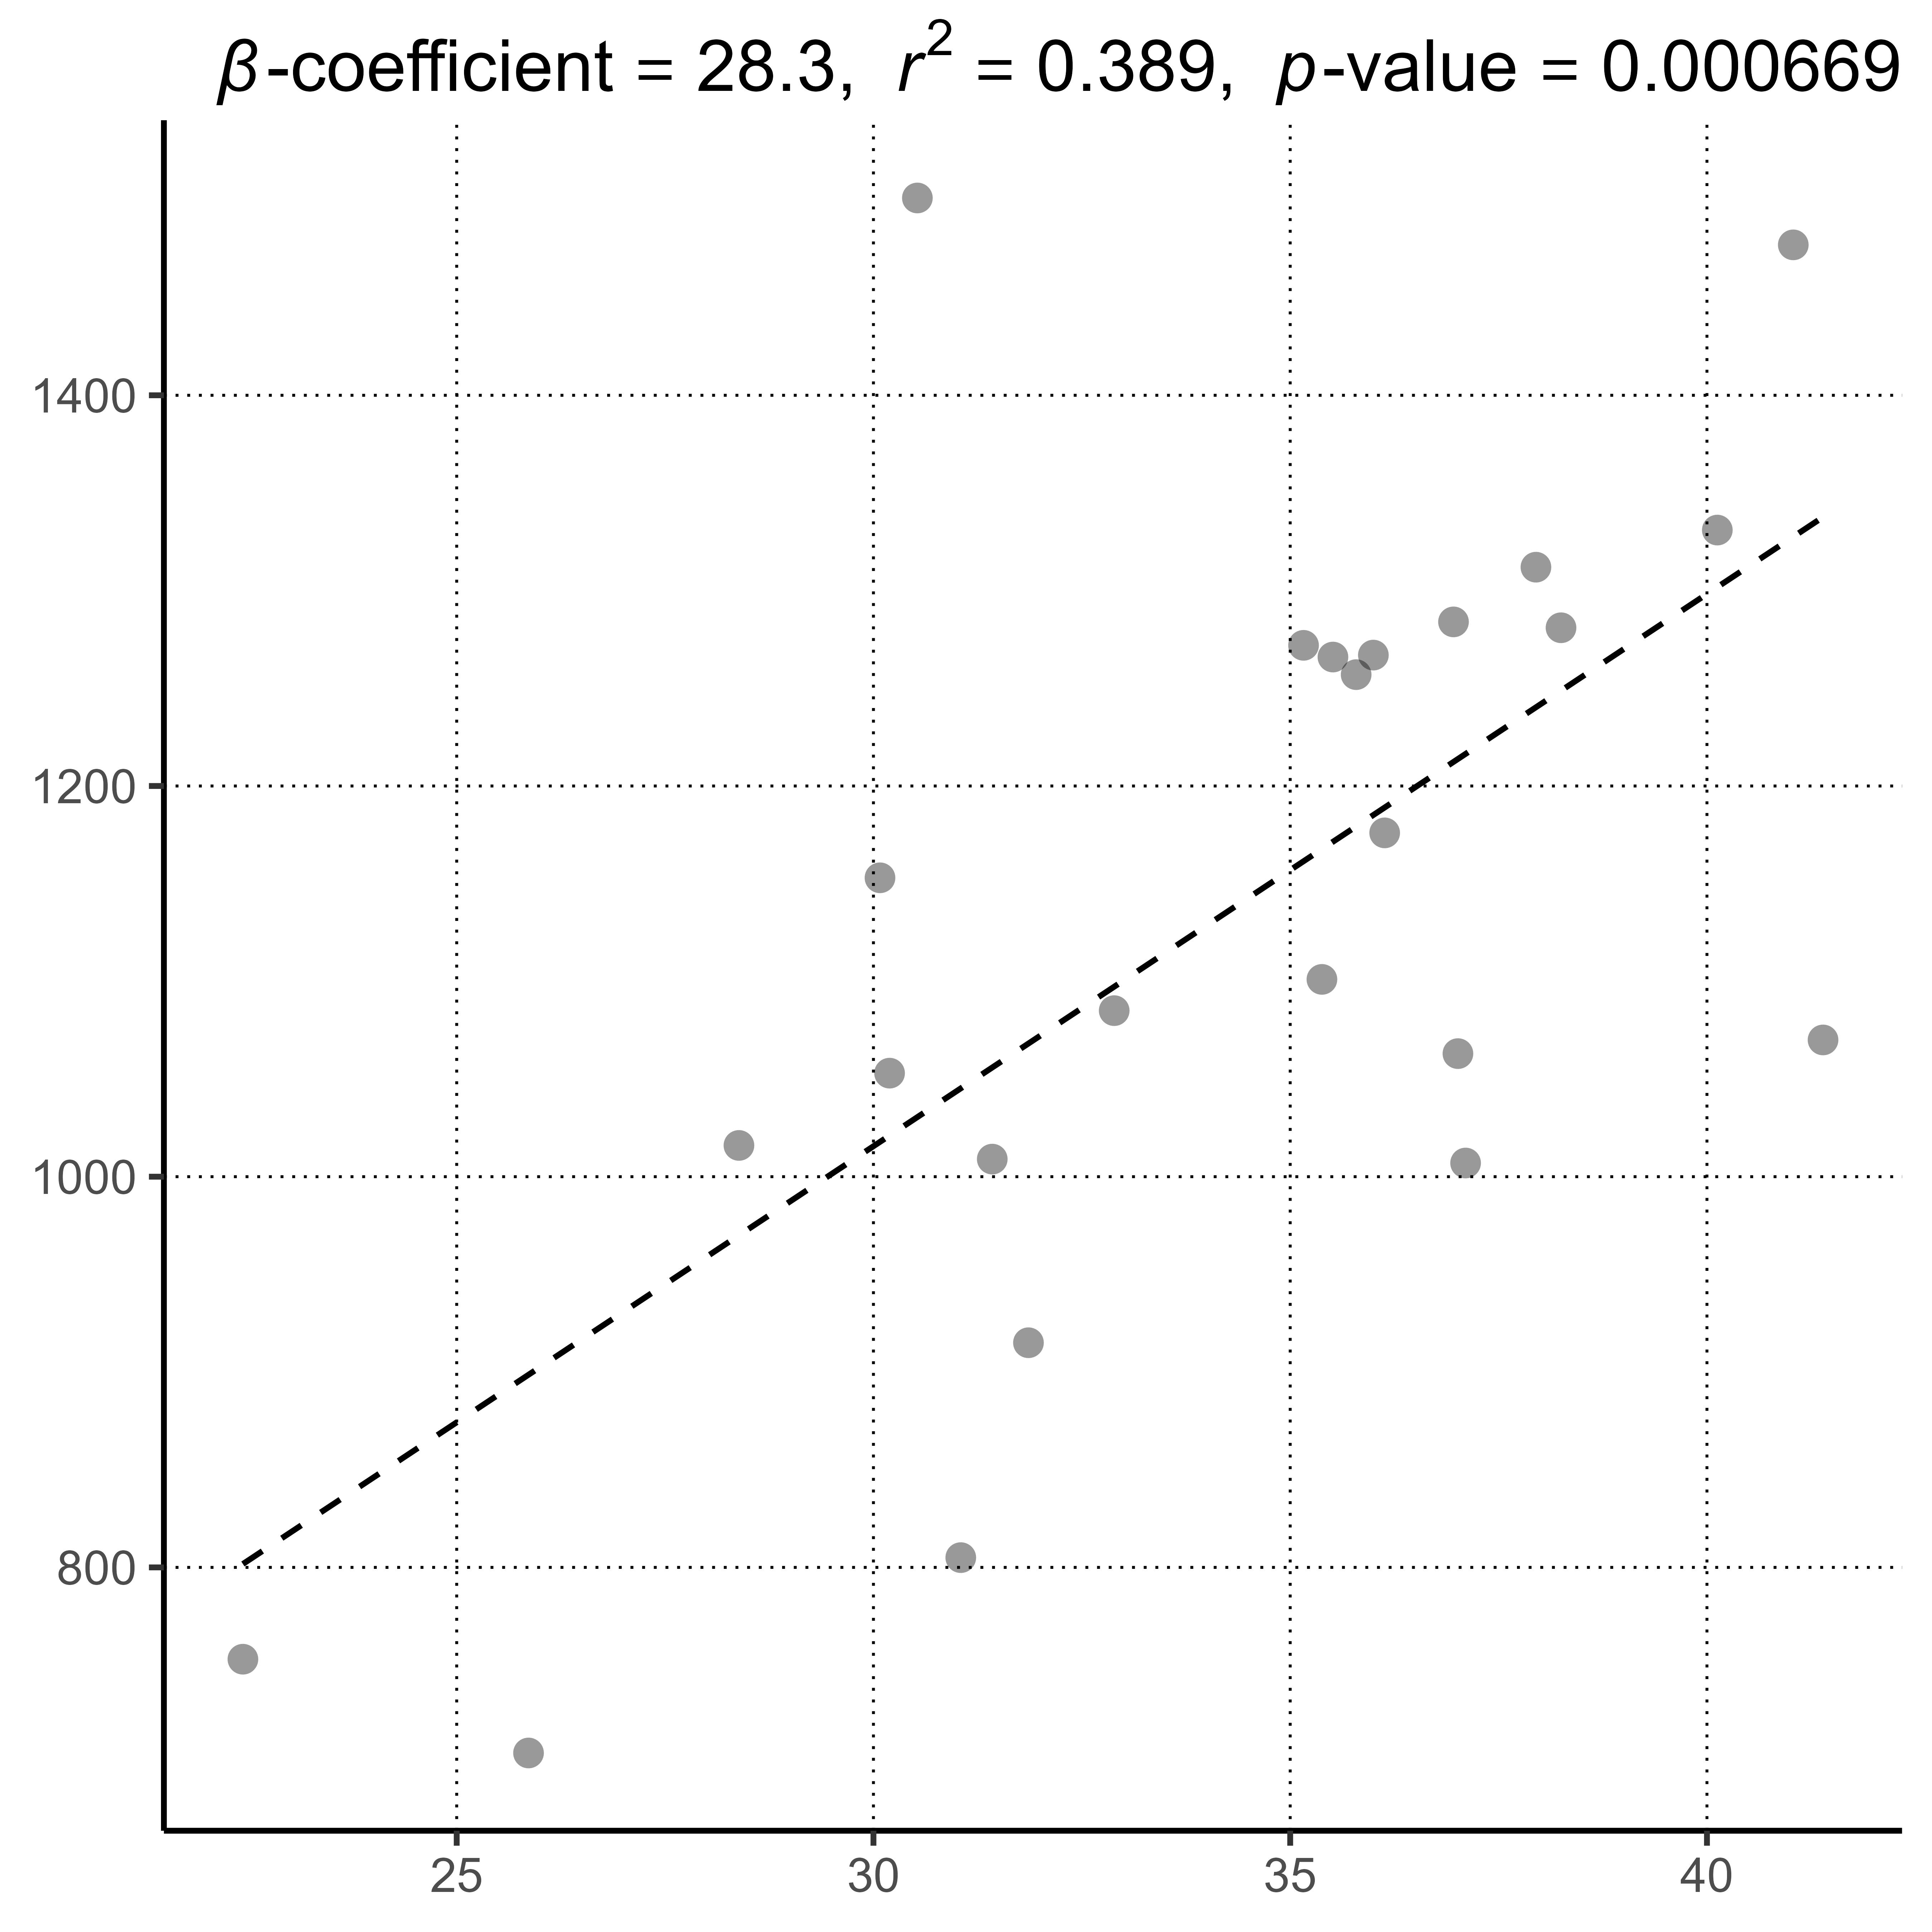 β-coefficient = 28.3, r² = 0.389, p-value = 0.000669
1400
1200
1000
800
25 30 35 40